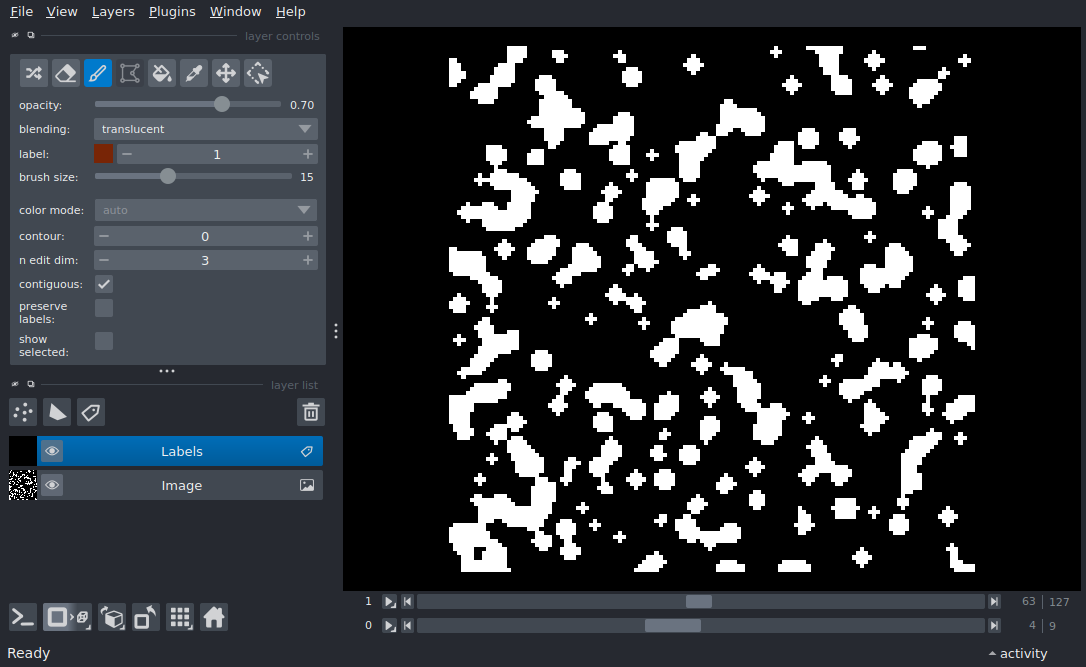 File View Layers Plugins Window Help
layer controls
opacity: 0.70
blending: translucent
label: 1
brush size: 15
color mode: auto
contour: 0
n edit dim: 3
contiguous:
preserve
labels:
show
selected:
layer list
Labels
Image
1 63 127
0 4 9
Ready activity